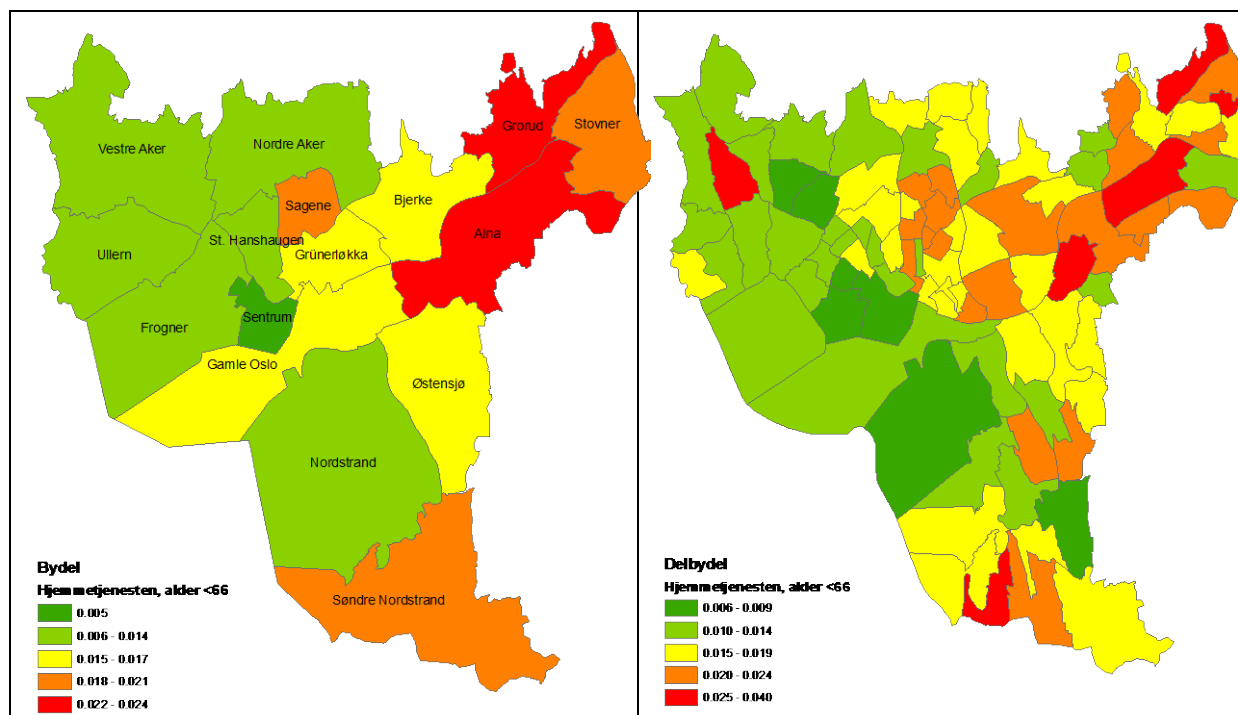 Grorud
Stovner
Vestre Aker
Nordre Aker
Sagene
Bjerke
Alna
St. Hanshaugen
Ullern
Grünerløkka
Sentrum
Frogner
Gamle Oslo
Østensjø
Nordstrand
Søndre Nordstrand
Bydel
Hjemmetjenesten, alder <66
0.005
0.006 - 0.014
0.015 - 0.017
0.018 - 0.021
0.022 - 0.024
Delbydel
Hjemmetjenesten, alder <66
0.006 - 0.009
0.010 - 0.014
0.015 - 0.019
0.020 - 0.024
0.025 - 0.040